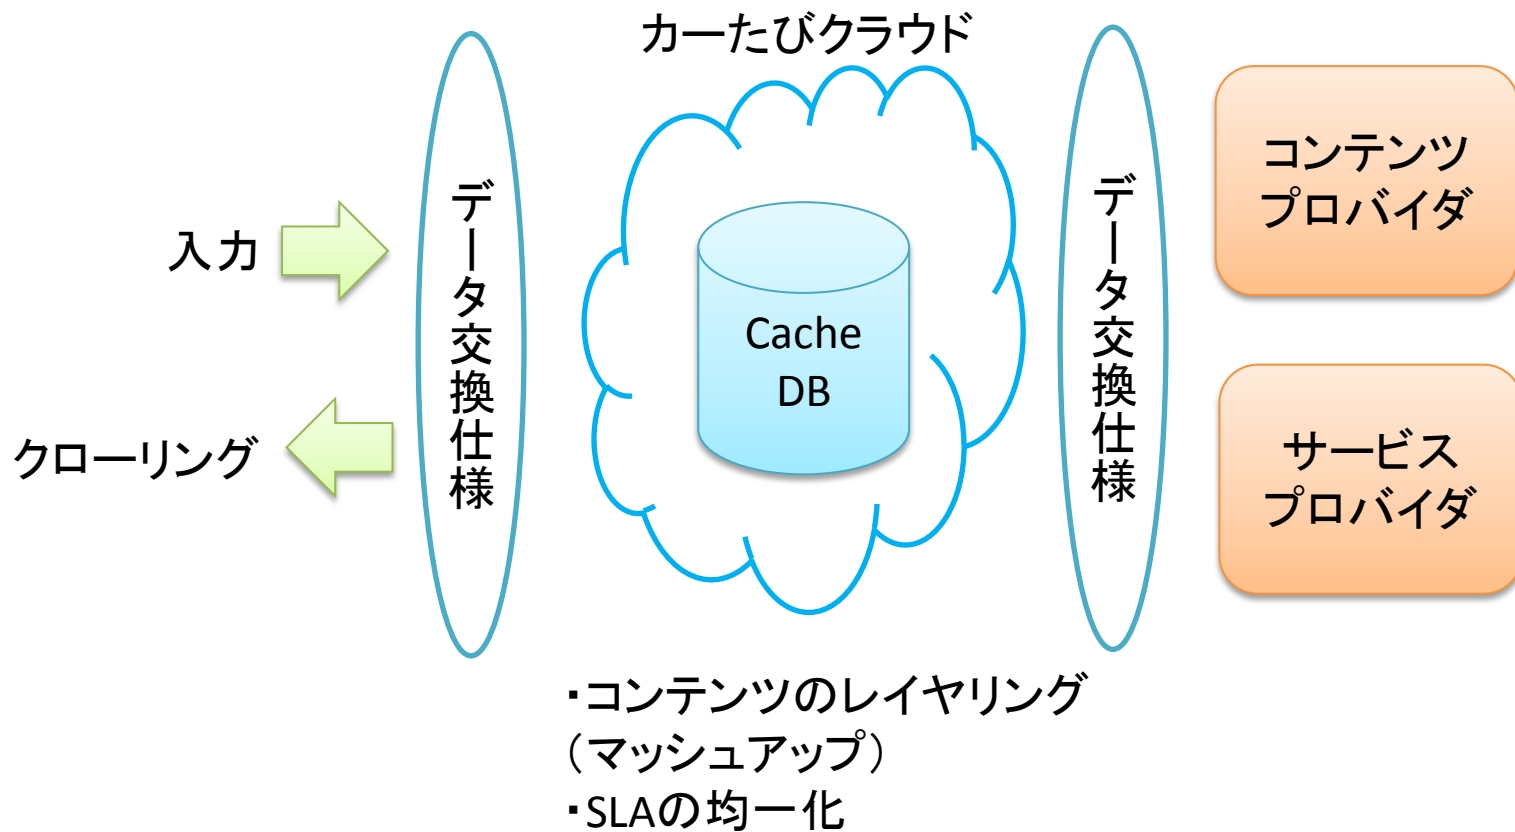 カーたびクラウド
入力
クローリング
データ交換仕様
Cache
DB
データ交換仕様
コンテンツ
プロバイダ
サービス
プロバイダ
・コンテンツのレイヤリング
（マッシュアップ）
・SLAの均一化